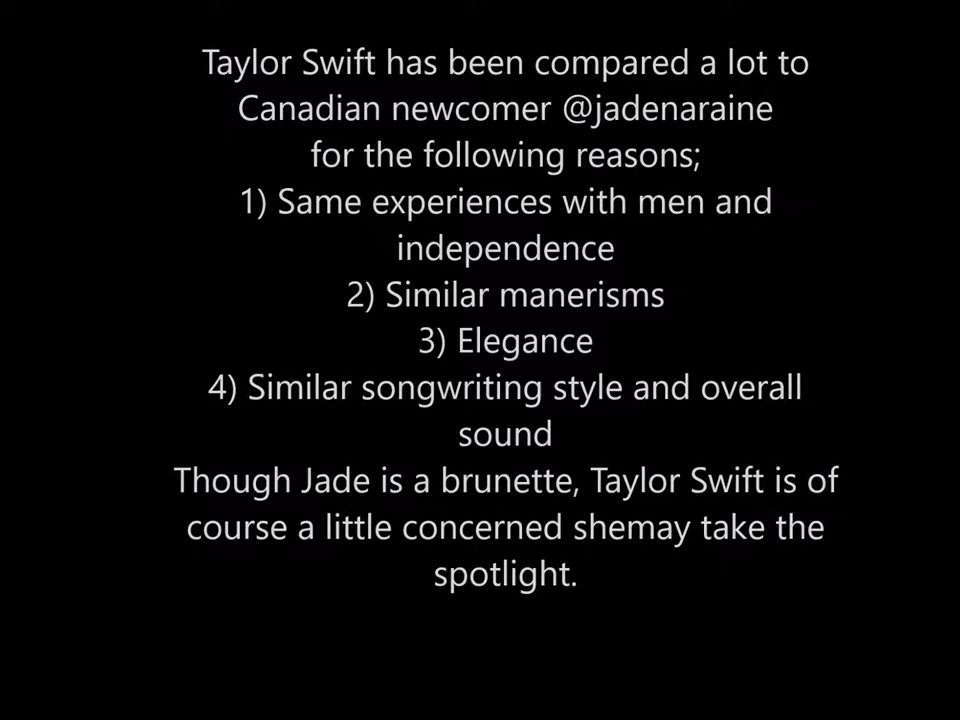 Taylor Swift has been compared a lot to
Canadian newcomer @jadenaraine
for the following reasons;
1) Same experiences with men and
independence
2) Similar manerisms
3) Elegance
4) Similar songwriting style and overall
sound
Though Jade is a brunette, Taylor Swift is of
course a little concerned shemay take the
spotlight.